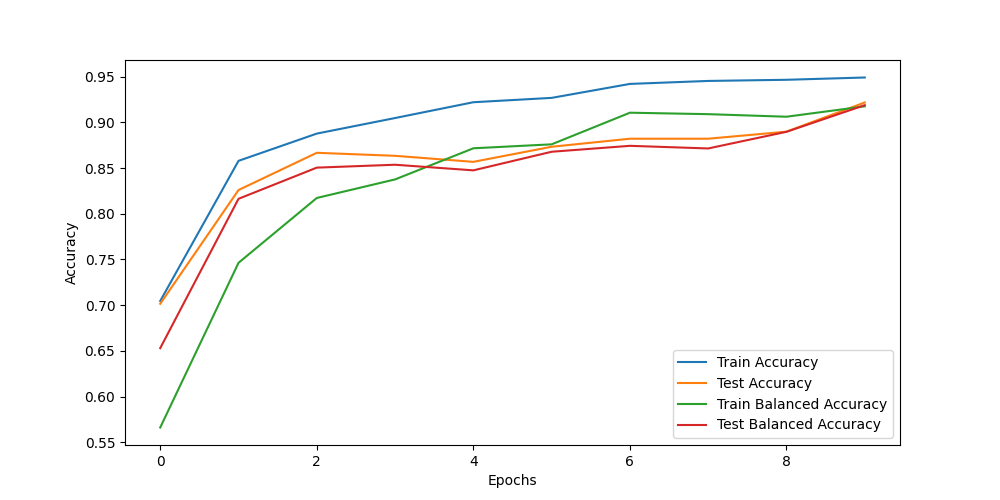 0.95
0.90
0.85
0.80
0.75
0.70
0.65
0.60
0.55
Accuracy
0 2 4 6 8
Epochs
Train Accuracy
Test Accuracy
Train Balanced Accuracy
Test Balanced Accuracy